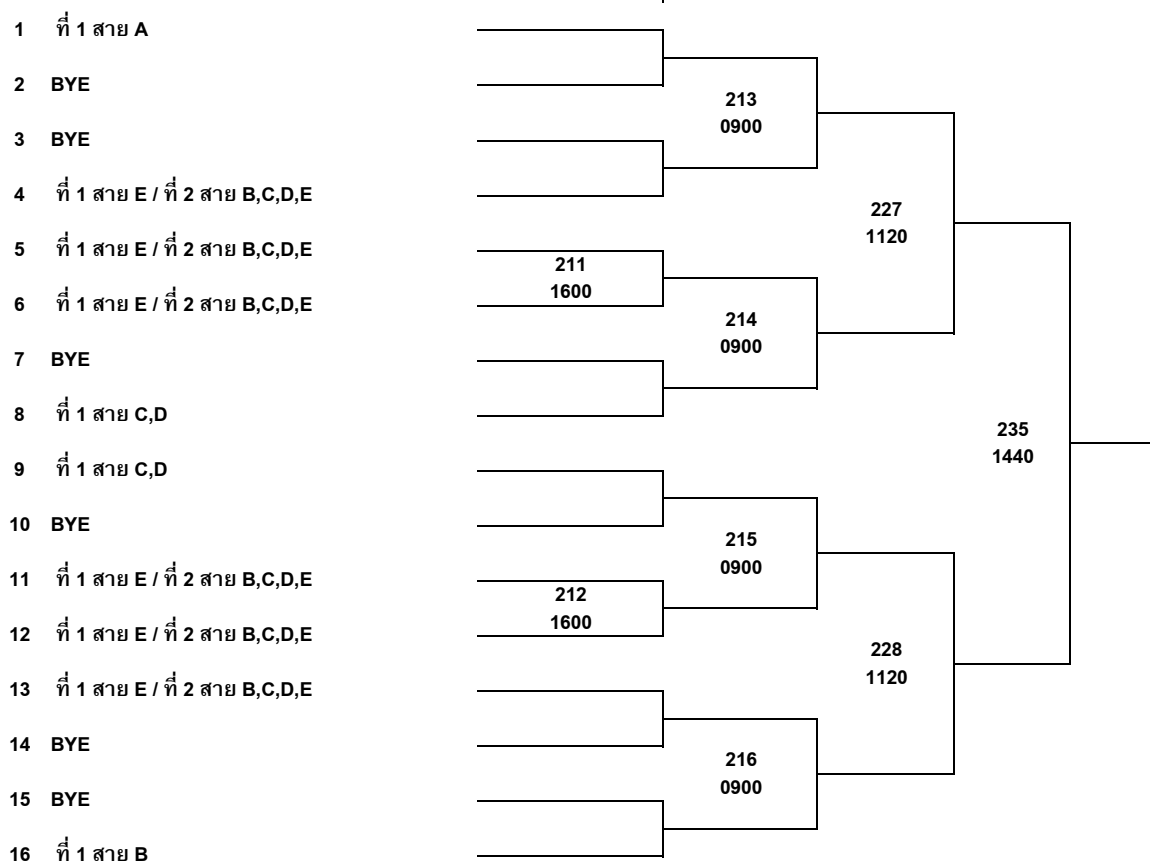 1 ที่ 1 สาย A
2 BYE
213
0900
3 BYE
4 ที่ 1 สาย E / ที่ 2 สาย B,C,D,E
227
1120
5 ที่ 1 สาย E / ที่ 2 สาย B,C,D,E
211
1600
6 ที่ 1 สาย E / ที่ 2 สาย B,C,D,E
214
0900
7 BYE
8 ที่ 1 สาย C,D
235
1440
9 ที่ 1 สาย C,D
10 BYE
215
0900
11 ที่ 1 สาย E / ที่ 2 สาย B,C,D,E
212
1600
12 ที่ 1 สาย E / ที่ 2 สาย B,C,D,E
228
1120
13 ที่ 1 สาย E / ที่ 2 สาย B,C,D,E
14 BYE
216
0900
15 BYE
16 ที่ 1 สาย B